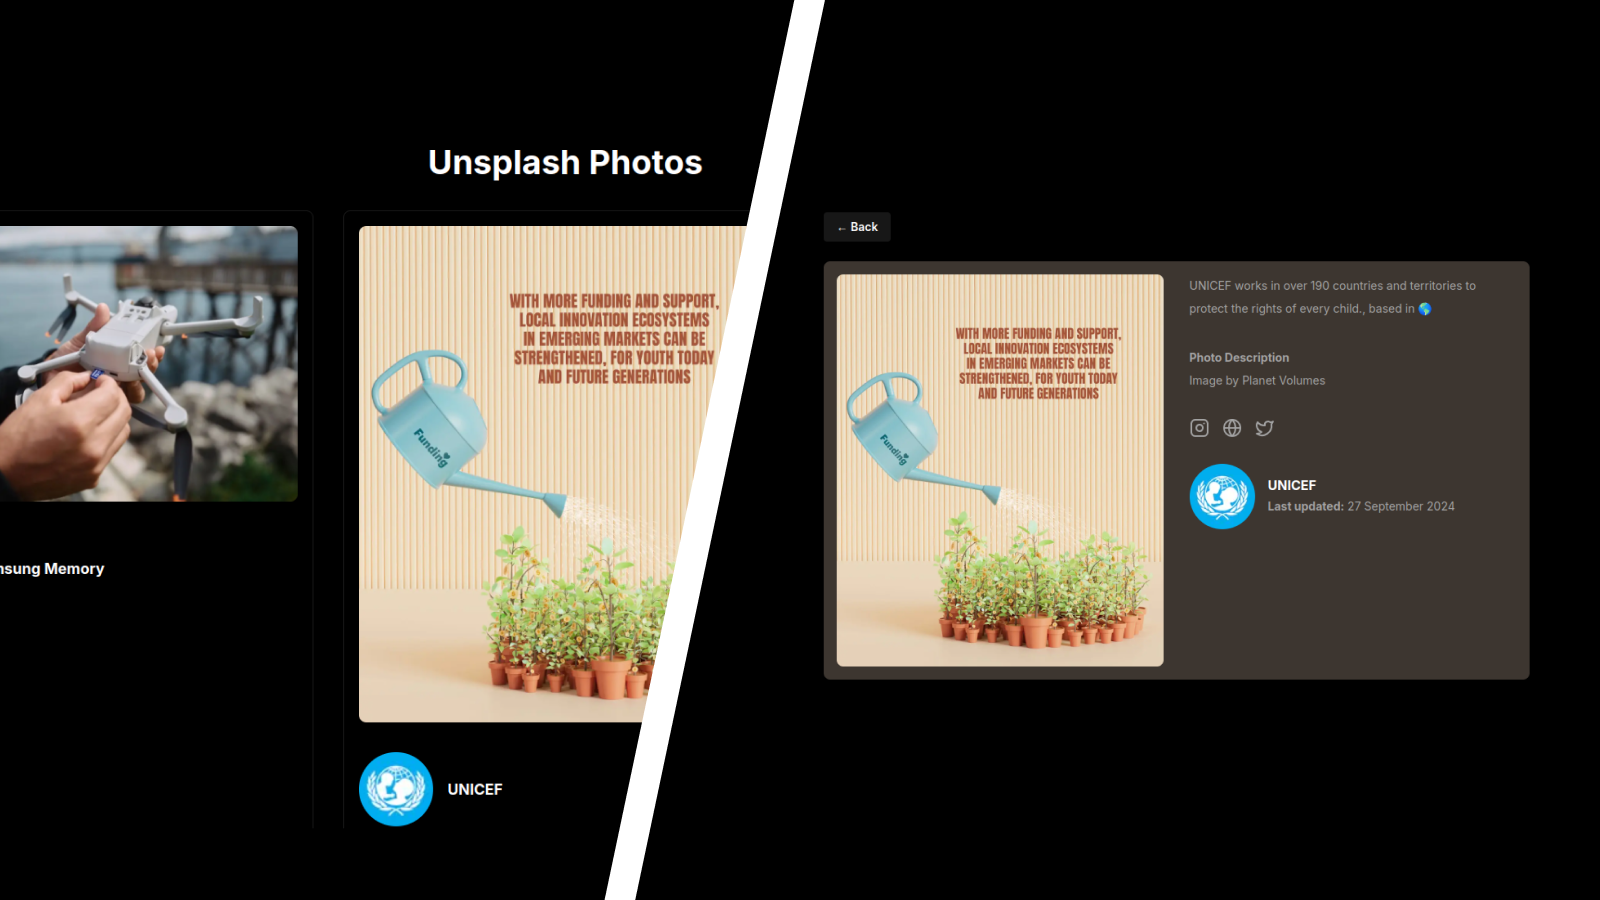 Unsplash Photos
WITH MORE FUNDING AND SUPPORT,
LOCAL INNOVATION ECOSYSTEMS
IN EMERGING MARKETS CAN BE
STRENGTHENED, FOR YOUTH TODAY
AND FUTURE GENERATIONS
Funding
nsung Memory
UNICEF
← Back
WITH MORE FUNDING AND SUPPORT,
LOCAL INNOVATION ECOSYSTEMS
IN EMERGING MARKETS CAN BE
STRENGTHENED, FOR YOUTH TODAY
AND FUTURE GENERATIONS
Funding
UNICEF works in over 190 countries and territories to
protect the rights of every child., based in 🌎
Photo Description
Image by Planet Volumes
UNICEF
Last updated: 27 September 2024